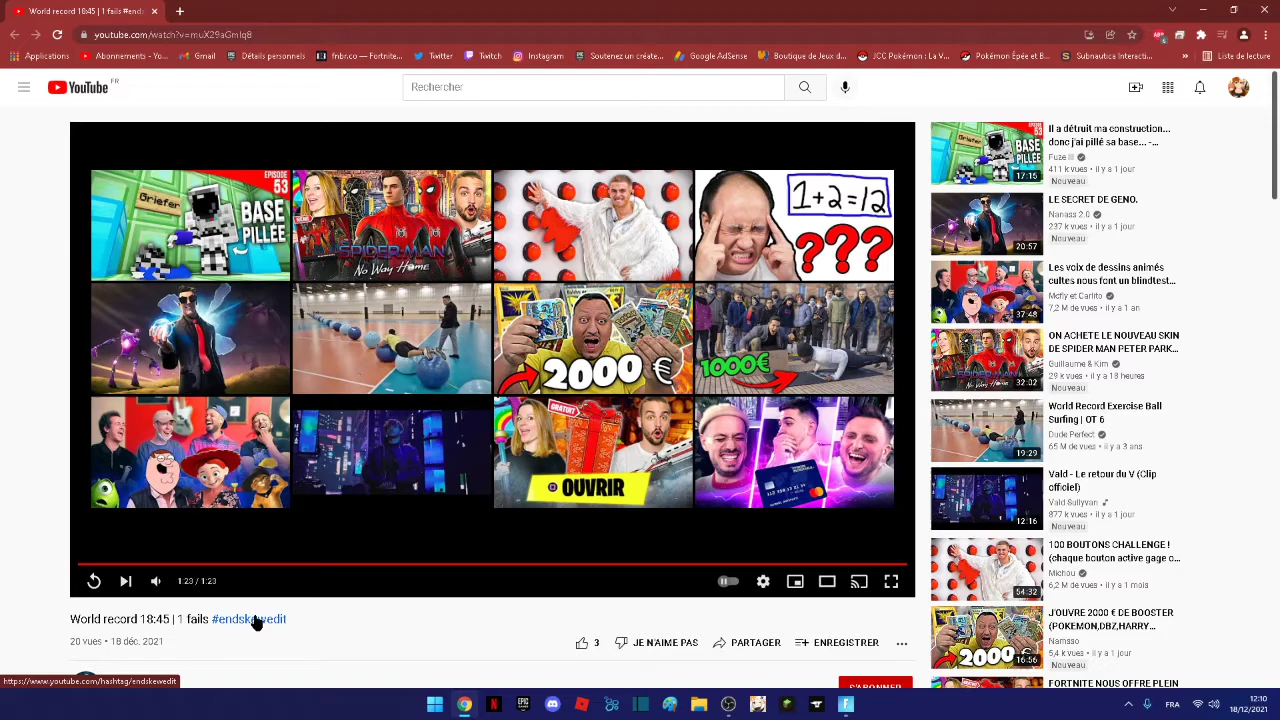 World record 18:45 | 1 fails #ends
youtube.com/watch?v=muX29aGmIq8
Applications
Abonnements - Yo...
Gmail
Détails personnels
fnbr.co — Fortnite...
Twitter
Twitch
Instagram
Soutenez un créate...
Google AdSense
Boutique de Jeux d...
JCC Pokémon : La V...
Pokémon Épée et B...
Subnautica Interacti...
»
Liste de lecture
YouTube FR
Rechercher
EPISODE 53
Griefer
BASE PILLÉE
SPIDER-MAN
No Way Home
1+2=12
???
2000 €
1000€
GRATUIT
OUVRIR
1:23 / 1:23
World record 18:45 | 1 fails #endskewedit
20 vues • 18 déc. 2021
3
JE N'AIME PAS
PARTAGER
ENREGISTRER
S'ABONNER
https://www.youtube.com/hashtag/endskewedit
Griefer
53
BASE PILLÉE
17:15
Il a détruit ma construction...
donc j'ai pillé sa base... -...
Fuze III
411 k vues • il y a 1 jour
Nouveau
20:57
LE SECRET DE GENO.
Nanass 2.0
237 k vues • il y a 1 jour
Nouveau
37:48
Les voix de dessins animés
cultes nous font un blindtest...
Mcfly et Carlito
7,2 M de vues • il y a 1 an
32:02
ON ACHETE LE NOUVEAU SKIN
DE SPIDER MAN PETER PARK...
Guillaume & Kim
29 k vues • il y a 18 heures
Nouveau
19:29
World Record Exercise Ball
Surfing | OT 6
Dude Perfect
65 M de vues • il y a 3 ans
12:16
Vald - Le retour du V (Clip
officiel)
Vald Sullyvan
877 k vues • il y a 1 jour
Nouveau
54:32
100 BOUTONS CHALLENGE !
(chaque bouton active gage o...
Michou
6,2 M de vues • il y a 1 mois
2000
16:56
J'OUVRE 2000 € DE BOOSTER
(POKEMON,DBZ,HARRY...
Namsso
5,4 k vues • il y a 1 jour
Nouveau
FORTNITE NOUS OFFRE PLEIN
FRA
12:10
18/12/2021